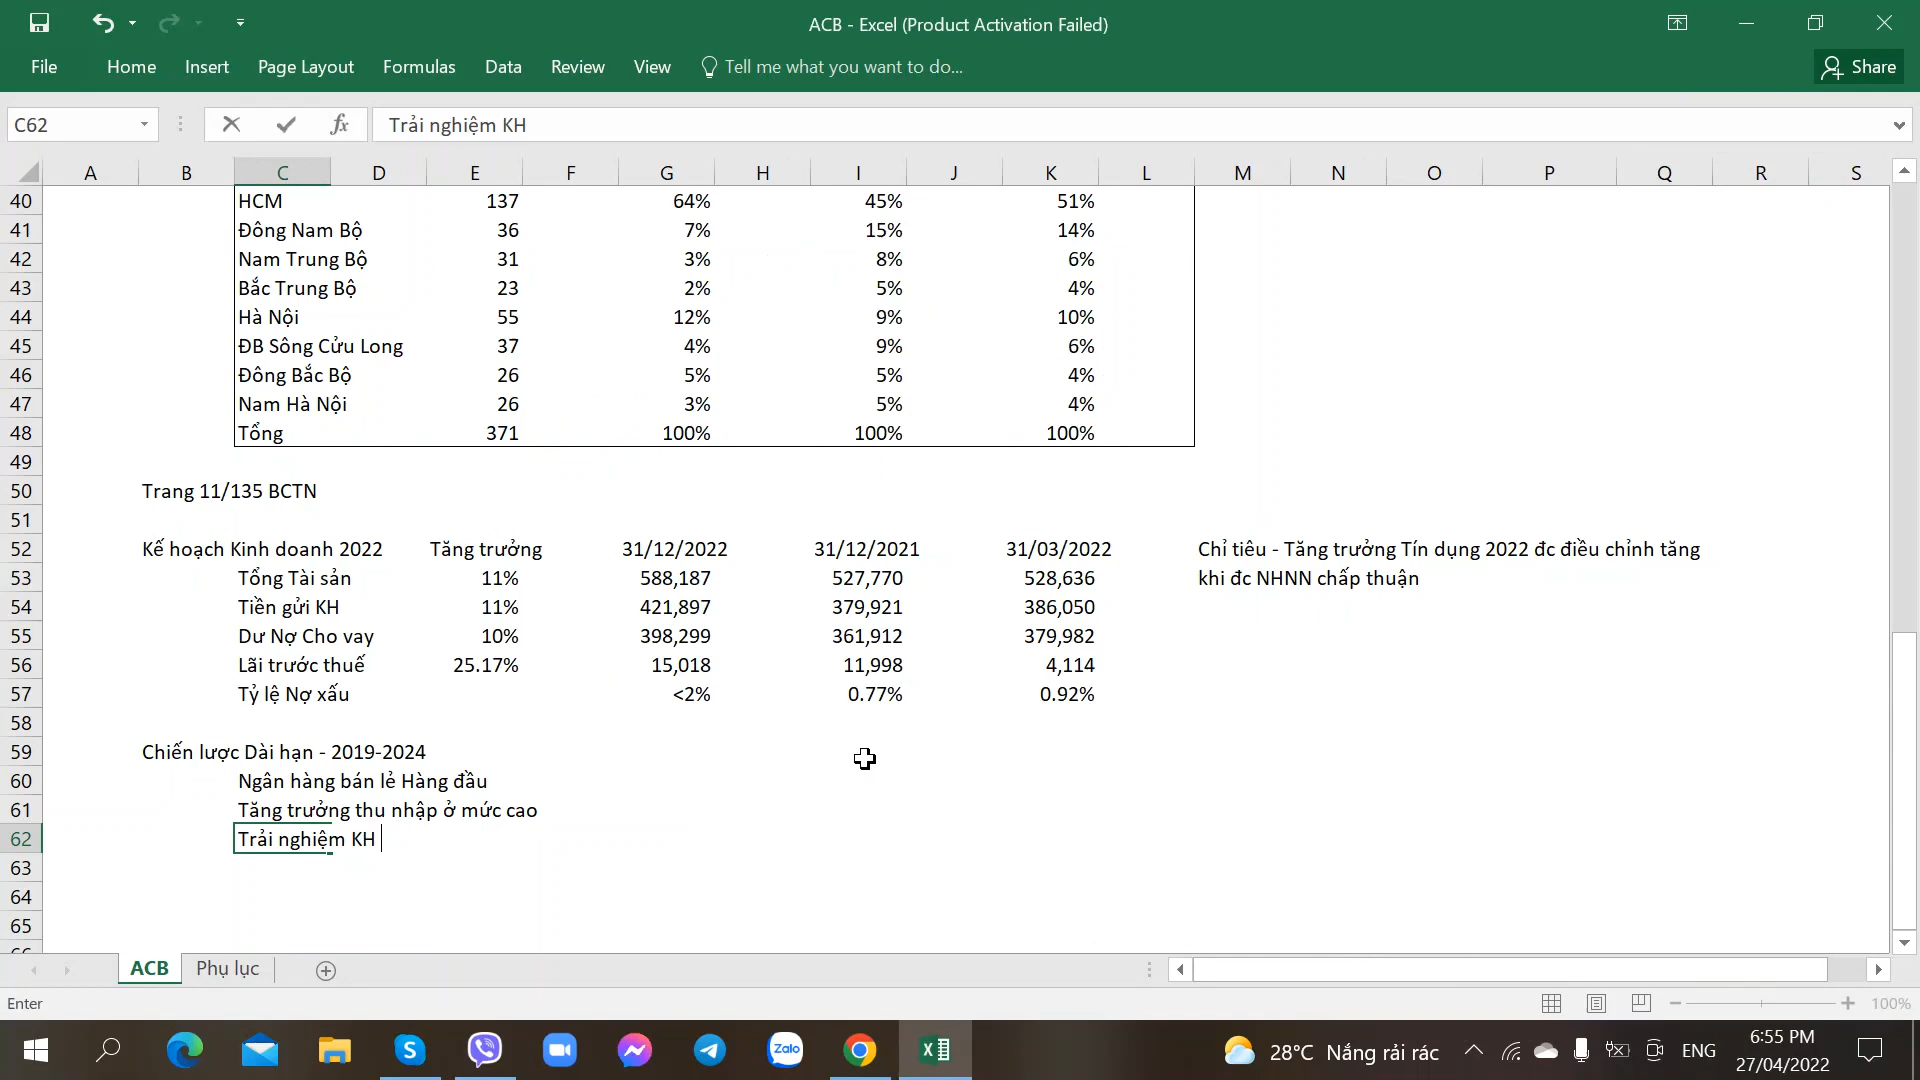 ACB - Excel (Product Activation Failed)
File Home Insert Page Layout Formulas Data Review View Tell me what you want to do... Share
C62 fx Trải nghiệm KH
A B C D E F G H I J K L M N O P Q R S
40 HCM 137 64% 45% 51%
41 Đông Nam Bộ 36 7% 15% 14%
42 Nam Trung Bộ 31 3% 8% 6%
43 Bắc Trung Bộ 23 2% 5% 4%
44 Hà Nội 55 12% 9% 10%
45 ĐB Sông Cửu Long 37 4% 9% 6%
46 Đông Bắc Bộ 26 5% 5% 4%
47 Nam Hà Nội 26 3% 5% 4%
48 Tổng 371 100% 100% 100%
49
50 Trang 11/135 BCTN
51
52 Kế hoạch Kinh doanh 2022 Tăng trưởng 31/12/2022 31/12/2021 31/03/2022 Chỉ tiêu - Tăng trưởng Tín dụng 2022 đc điều chỉnh tăng
53 Tổng Tài sản 11% 588,187 527,770 528,636 khi đc NHNN chấp thuận
54 Tiền gửi KH 11% 421,897 379,921 386,050
55 Dư Nợ Cho vay 10% 398,299 361,912 379,982
56 Lãi trước thuế 25.17% 15,018 11,998 4,114
57 Tỷ lệ Nợ xấu <2% 0.77% 0.92%
58
59 Chiến lược Dài hạn - 2019-2024
60 Ngân hàng bán lẻ Hàng đầu
61 Tăng trưởng thu nhập ở mức cao
62 Trải nghiệm KH
63
64
65
ACB Phụ lục
Enter 100%
Zalo 28°C Nắng rải rác ENG 6:55 PM
27/04/2022